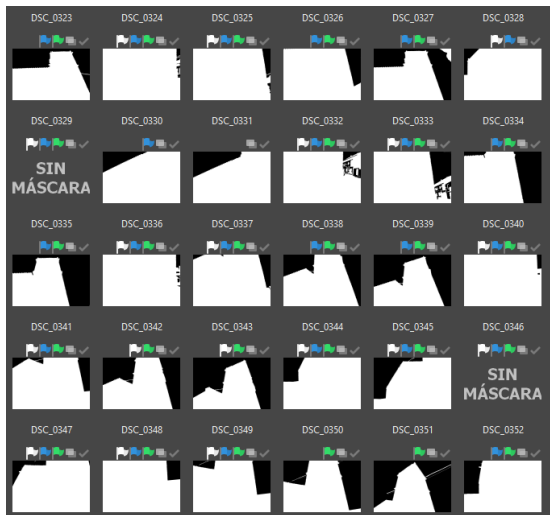 DSC_0323 DSC_0324 DSC_0325 DSC_0326 DSC_0327 DSC_0328
DSC_0329 DSC_0330 DSC_0331 DSC_0332 DSC_0333 DSC_0334
SIN
MÁSCARA
DSC_0335 DSC_0336 DSC_0337 DSC_0338 DSC_0339 DSC_0340
DSC_0341 DSC_0342 DSC_0343 DSC_0344 DSC_0345 DSC_0346
SIN
MÁSCARA
DSC_0347 DSC_0348 DSC_0349 DSC_0350 DSC_0351 DSC_0352